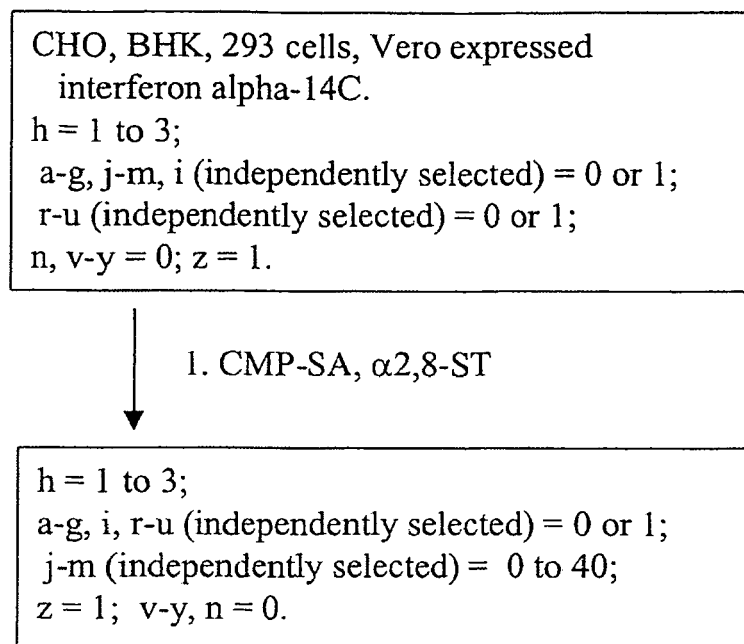 CHO, BHK, 293 cells, Vero expressed
interferon alpha-14C.
h = 1 to 3;
a-g, j-m, i (independently selected) = 0 or 1;
r-u (independently selected) = 0 or 1;
n, v-y = 0; z = 1.
1. CMP-SA, α2,8-ST
h = 1 to 3;
a-g, i, r-u (independently selected) = 0 or 1;
j-m (independently selected) = 0 to 40;
z = 1; v-y, n = 0.